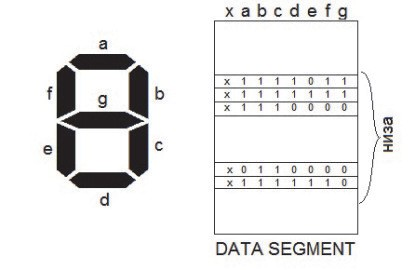 a
f
b
g
e
c
d
x a b c d e f g
x 1 1 1 1 0 1 1
x 1 1 1 1 1 1 1
x 1 1 1 0 0 0 0
x 0 1 1 0 0 0 0
x 1 1 1 1 1 1 0
низа
DATA SEGMENT